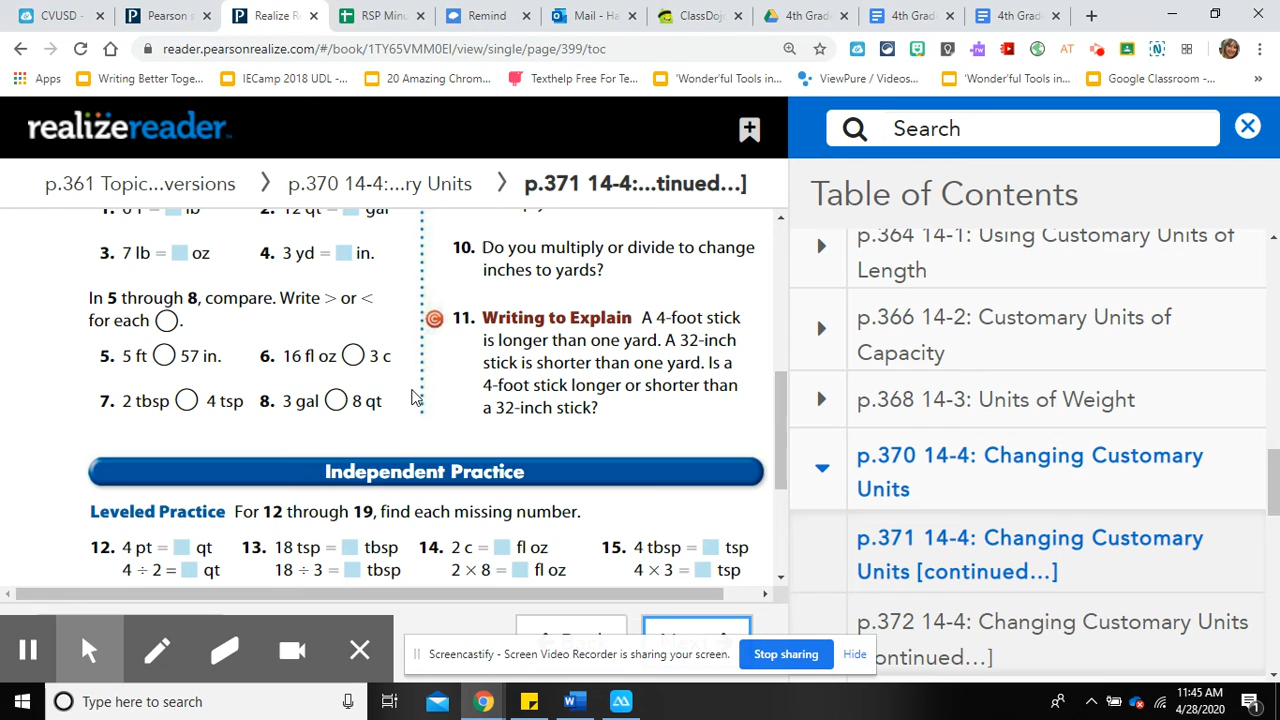 CVUSD -
Pearson s
Realize R
RSP Minu
Remind
Mail - Ha
ClassDoj
4th Grad
4th Grad
4th Grad
reader.pearsonrealize.com/#/book/1TY65VMM0EI/view/single/page/399/toc
Apps
Writing Better Toge...
IECamp 2018 UDL -...
20 Amazing Chrom...
Texthelp Free For Te...
'Wonder'ful Tools in...
ViewPure / Videos...
'Wonder'ful Tools in...
Google Classroom -...
realizereader
p.361 Topic...versions
p.370 14-4:...ry Units
p.371 14-4:...tinued...]
3. 7 lb = oz
4. 3 yd = in.
In 5 through 8, compare. Write > or <
for each ◯.
5. 5 ft ◯ 57 in.
6. 16 fl oz ◯ 3 c
7. 2 tbsp ◯ 4 tsp
8. 3 gal ◯ 8 qt
10. Do you multiply or divide to change
inches to yards?
11. Writing to Explain A 4-foot stick
is longer than one yard. A 32-inch
stick is shorter than one yard. Is a
4-foot stick longer or shorter than
a 32-inch stick?
Independent Practice
Leveled Practice For 12 through 19, find each missing number.
12. 4 pt = qt
4 ÷ 2 = qt
13. 18 tsp = tbsp
18 ÷ 3 = tbsp
14. 2 c = fl oz
2 × 8 = fl oz
15. 4 tbsp = tsp
4 × 3 = tsp
Search
Table of Contents
p.364 14-1: Using Customary Units of
Length
p.366 14-2: Customary Units of
Capacity
p.368 14-3: Units of Weight
p.370 14-4: Changing Customary
Units
p.371 14-4: Changing Customary
Units [continued...]
p.372 14-4: Changing Customary Units
Screencastify - Screen Video Recorder is sharing your screen.
Stop sharing
Hide
Type here to search
11:45 AM
4/28/2020